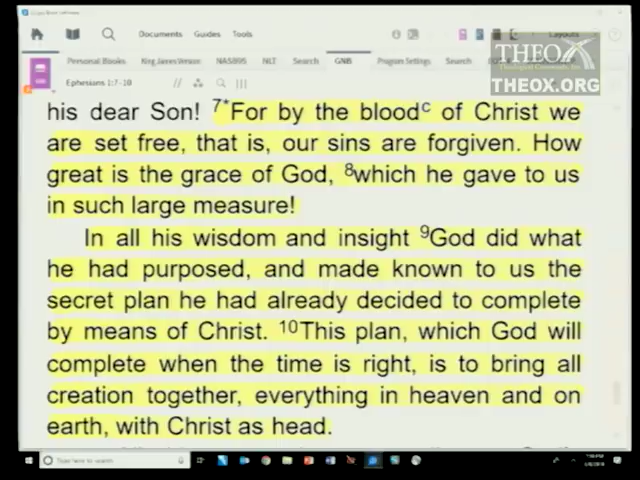 Documents Guides Tools Layouts
Personal Books King James Version NASB95 NLT Search GNB Program Settings Search
THEOX
THEOX.ORG
Ephesians 1:7-10
his dear Son! 7*For by the bloodc of Christ we
are set free, that is, our sins are forgiven. How
great is the grace of God, 8which he gave to us
in such large measure!
In all his wisdom and insight 9God did what
he had purposed, and made known to us the
secret plan he had already decided to complete
by means of Christ. 10This plan, which God will
complete when the time is right, is to bring all
creation together, everything in heaven and on
earth, with Christ as head.
Type here to search